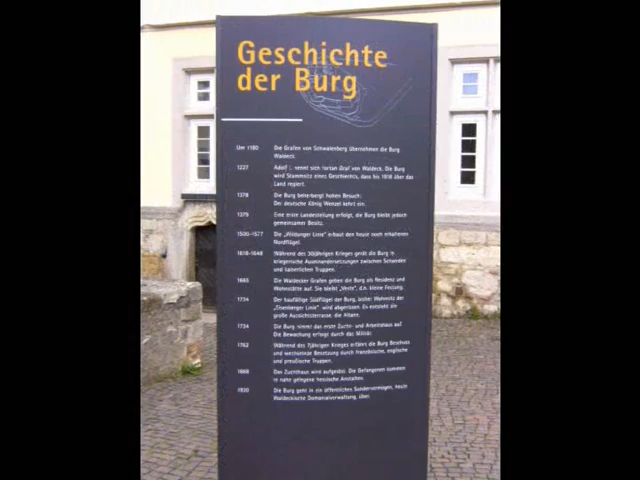 Geschichte
der Burg
Um 1180 Die Grafen von Schwalenberg übernehmen die Burg
Waldeck.
1227 Adolf I. nennt sich fortan Graf von Waldeck. Die Burg
wird Stammsitz eines Geschlechts, dass bis 1918 über das
Land regiert.
1378 Die Burg beherbergt hohen Besuch:
Der deutsche König Wenzel kehrt ein.
1379 Eine erste Landesteilung erfolgt, die Burg bleibt jedoch
gemeinsamer Besitz.
1500-1577 Die „Wildunger Linie“ erbaut den heute noch erhaltenen
Nordflügel.
1618-1648 Während des 30jährigen Krieges gerät die Burg in
kriegerische Auseinandersetzungen zwischen Schweden
und kaiserlichen Truppen.
1665 Die Waldecker Grafen geben die Burg als Residenz und
Wohnstätte auf. Sie bleibt „Veste“, d.h. kleine Festung.
1734 Der baufällige Südflügel der Burg, bisher Wohnsitz der
„Eisenberger Linie“ wird abgerissen. Es entsteht die
große Aussichtsterrasse, die Altane.
1734 Die Burg nimmt das erste Zucht- und Arbeitshaus auf.
Die Bewachung erfolgt durch das Militär.
1762 Während des 7jährigen Krieges erfährt die Burg Beschuss
und wechselnde Besetzung durch französische, englische
und preußische Truppen.
1868 Das Zuchthaus wird aufgelöst. Die Gefangenen kommen
in nahe gelegene hessische Anstalten.
1920 Die Burg geht in ein öffentliches Sondervermögen, heute
Waldeckische Domanialverwaltung, über.